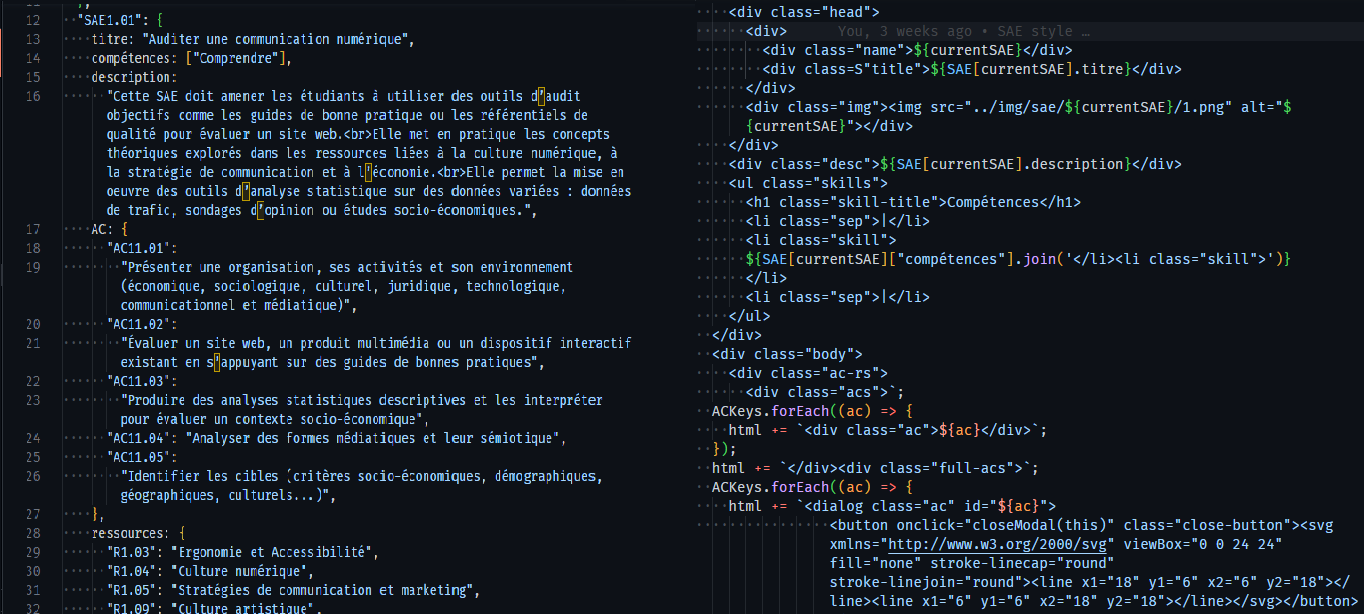 12 "SAE1.01": {
13 titre: "Auditer une communication numérique",
14 compétences: ["Comprendre"],
15 description:
16 "Cette SAE doit amener les étudiants à utiliser des outils d’audit
objectifs comme les guides de bonne pratique ou les référentiels de
qualité pour évaluer un site web.<br>Elle met en pratique les concepts
théoriques explorés dans les ressources liées à la culture numérique, à
la stratégie de communication et à l’économie.<br>Elle permet la mise en
oeuvre des outils d’analyse statistique sur des données variées : données
de trafic, sondages d’opinion ou études socio-économiques.",
17 AC: {
18 "AC11.01":
19 "Présenter une organisation, ses activités et son environnement
(économique, sociologique, culturel, juridique, technologique,
communicationnel et médiatique)",
20 "AC11.02":
21 "Évaluer un site web, un produit multimédia ou un dispositif interactif
existant en s’appuyant sur des guides de bonnes pratiques",
22 "AC11.03":
23 "Produire des analyses statistiques descriptives et les interpréter
pour évaluer un contexte socio-économique",
24 "AC11.04": "Analyser des formes médiatiques et leur sémiotique",
25 "AC11.05":
26 "Identifier les cibles (critères socio-économiques, démographiques,
géographiques, culturels...)",
27 },
28 ressources: {
29 "R1.03": "Ergonomie et Accessibilité",
30 "R1.04": "Culture numérique",
31 "R1.05": "Stratégies de communication et marketing",
32 "R1.09": "Culture artistique",
<div class="head">
<div> You, 3 weeks ago • SAE style …
<div class="name">${currentSAE}</div>
<div class=S"title">${SAE[currentSAE].titre}</div>
</div>
<div class="img"><img src="../img/sae/${currentSAE}/1.png" alt="$
{currentSAE}"></div>
</div>
<div class="desc">${SAE[currentSAE].description}</div>
<ul class="skills">
<h1 class="skill-title">Compétences</h1>
<li class="sep">|</li>
<li class="skill">
${SAE[currentSAE]["compétences"].join('</li><li class="skill">')}
</li>
<li class="sep">|</li>
</ul>
</div>
<div class="body">
<div class="ac-rs">
<div class="acs">`;
ACKeys.forEach((ac) => {
html += `<div class="ac">${ac}</div>`;
});
html += `</div><div class="full-acs">`;
ACKeys.forEach((ac) => {
html += `<dialog class="ac" id="${ac}">
<button onclick="closeModal(this)" class="close-button"><svg
xmlns="http://www.w3.org/2000/svg" viewBox="0 0 24 24"
fill="none" stroke-linecap="round"
stroke-linejoin="round"><line x1="18" y1="6" x2="6" y2="18"></
line><line x1="6" y1="6" x2="18" y2="18"></line></svg></button>